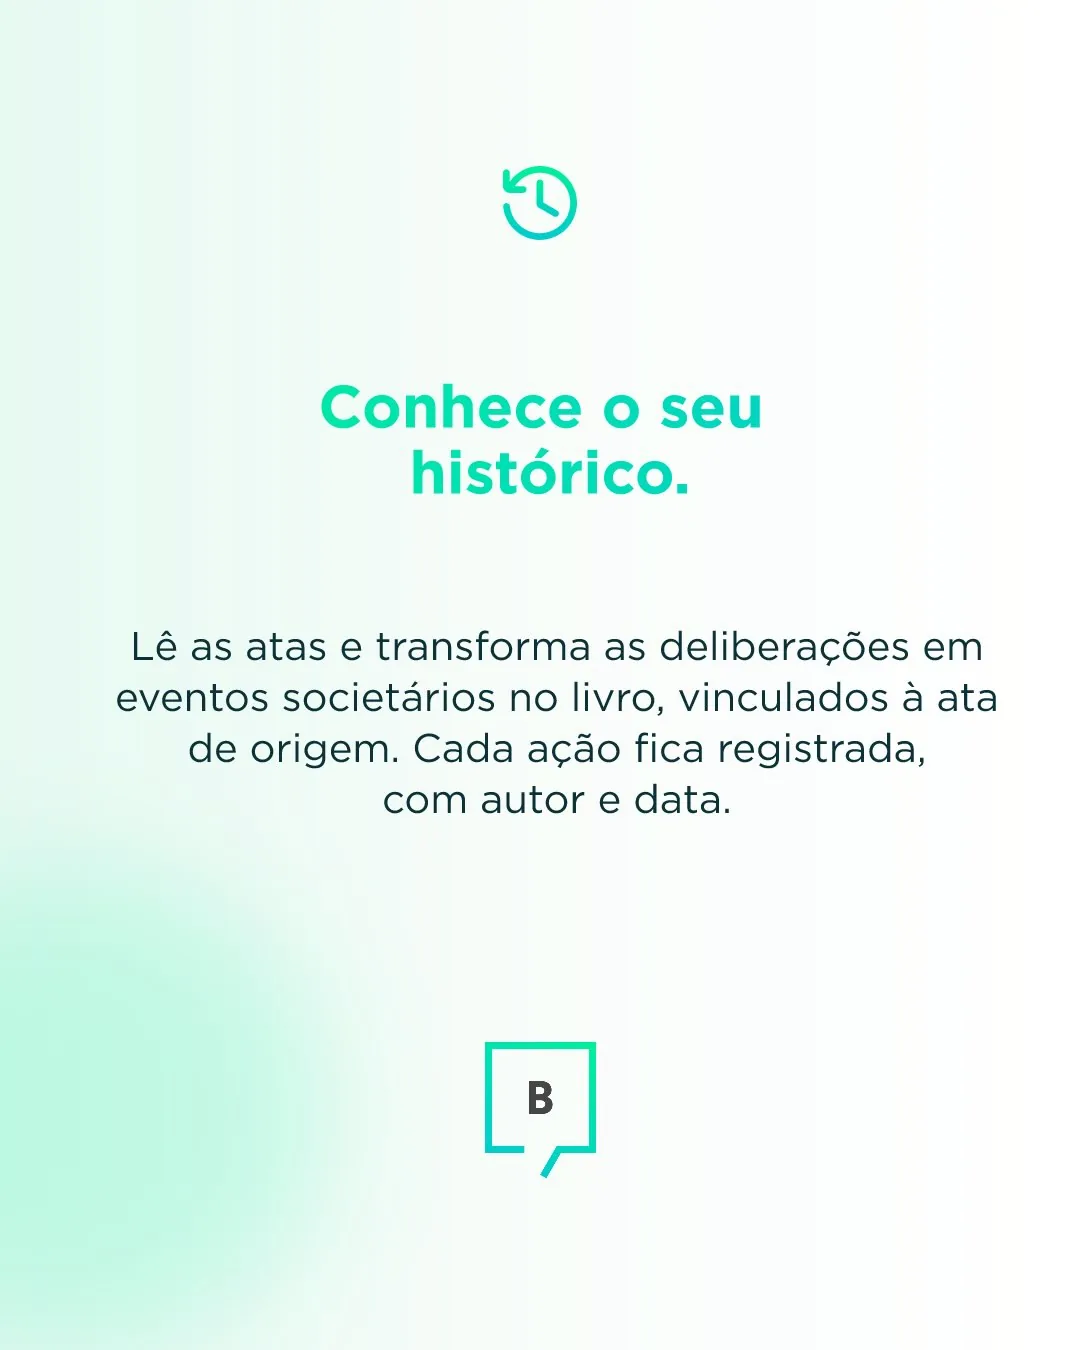 Conhece o seu
histórico.
Lê as atas e transforma as deliberações em
eventos societários no livro, vinculados à ata
de origem. Cada ação fica registrada,
com autor e data.
B